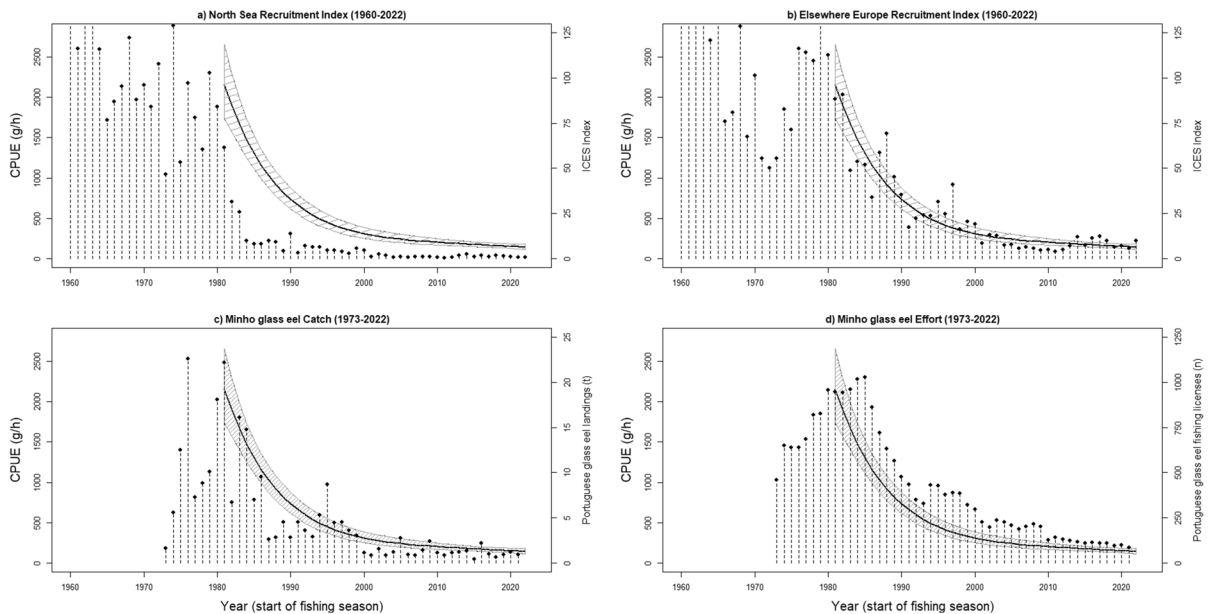 a) North Sea Recruitment Index (1960-2022)
CPUE (g/h)
0 500 1000 1500 2000 2500
0 25 50 75 100 125
ICES Index
1960 1970 1980 1990 2000 2010 2020
b) Elsewhere Europe Recruitment Index (1960-2022)
CPUE (g/h)
0 500 1000 1500 2000 2500
0 25 50 75 100 125
ICES Index
1960 1970 1980 1990 2000 2010 2020
c) Minho glass eel Catch (1973-2022)
CPUE (g/h)
0 500 1000 1500 2000 2500
0 5 10 15 20 25
Portuguese glass eel landings (t)
1960 1970 1980 1990 2000 2010 2020
Year (start of fishing season)
d) Minho glass eel Effort (1973-2022)
CPUE (g/h)
0 500 1000 1500 2000 2500
0 250 500 750 1000 1250
Portuguese glass eel fishing licenses (n)
1960 1970 1980 1990 2000 2010 2020
Year (start of fishing season)